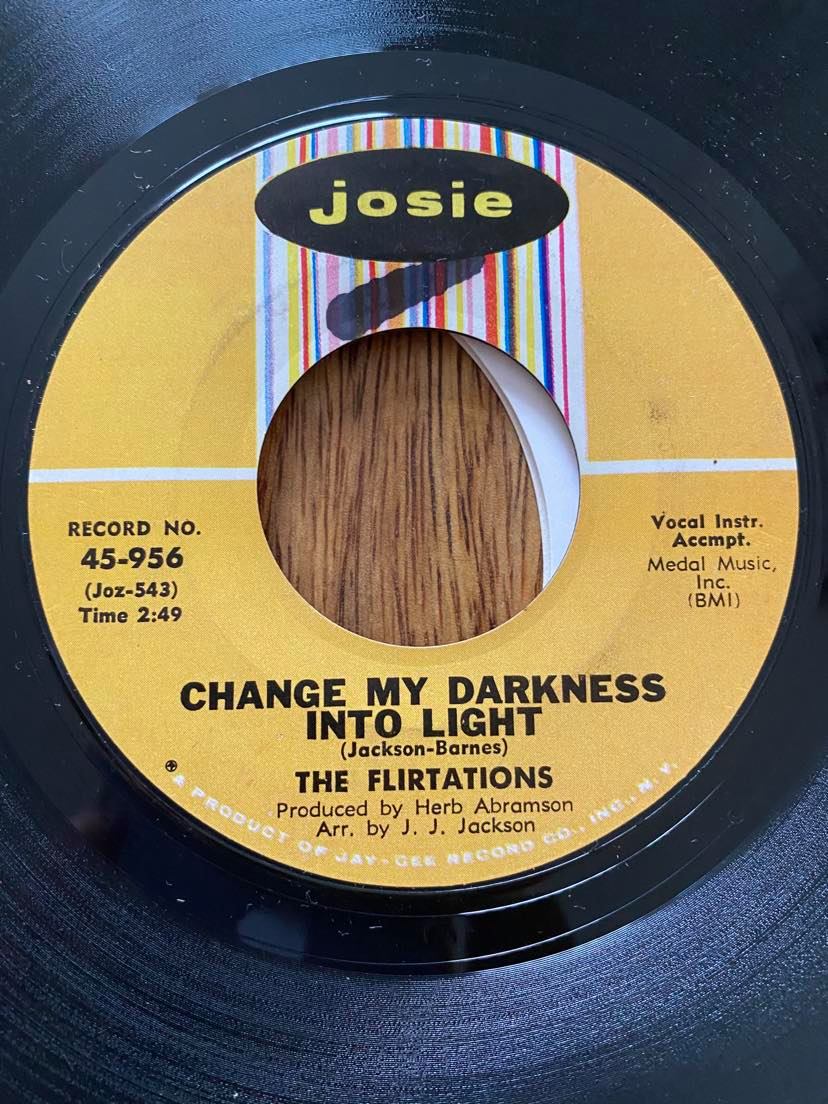 josie
RECORD NO.
45-956
(Joz-543)
Time 2:49
Vocal Instr.
Accmpt.
Medal Music,
Inc.
(BMI)
CHANGE MY DARKNESS
INTO LIGHT
(Jackson-Barnes)
THE FLIRTATIONS
Produced by Herb Abramson
Arr. by J. J. Jackson
A PRODUCT OF JAY-GEE RECORD CO., INC., N. Y.